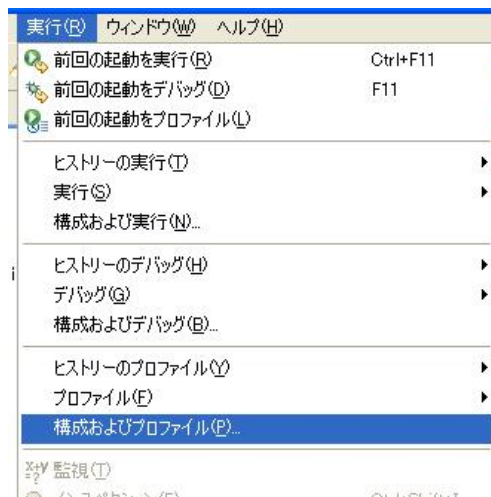 実行(R) ウィンドウ(W) ヘルプ(H)
前回の起動を実行(R) Ctrl+F11
前回の起動をデバッグ(D) F11
前回の起動をプロファイル(L)
ヒストリーの実行(T)
実行(S)
構成および実行(N)...
ヒストリーのデバッグ(H)
デバッグ(G)
構成およびデバッグ(B)...
ヒストリーのプロファイル(Y)
プロファイル(F)
構成およびプロファイル(P)...
監視(T)